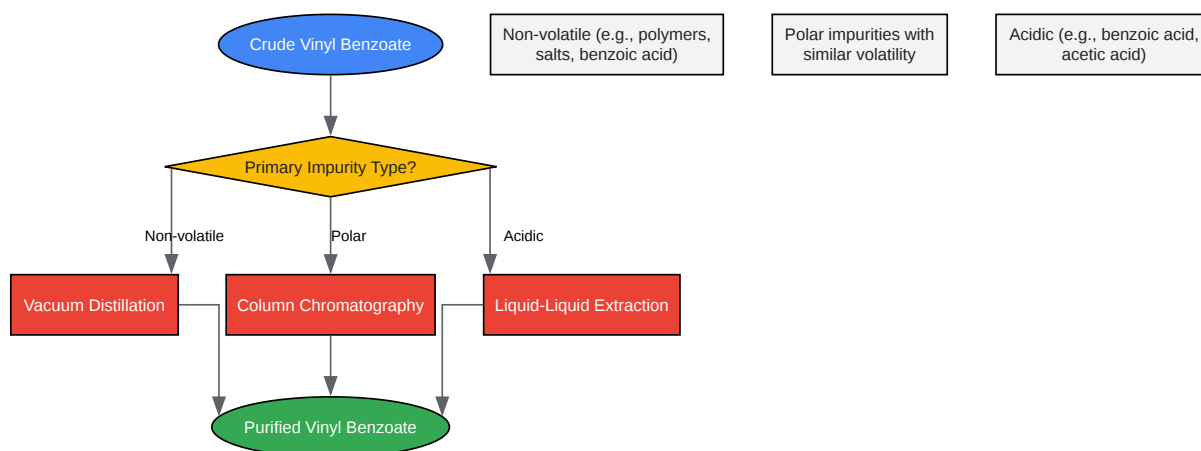 Crude Vinyl Benzoate
Non-volatile (e.g., polymers,
salts, benzoic acid)
Polar impurities with
similar volatility
Acidic (e.g., benzoic acid,
acetic acid)
Primary Impurity Type?
Non-volatile
Polar
Acidic
Vacuum Distillation
Column Chromatography
Liquid-Liquid Extraction
Purified Vinyl Benzoate